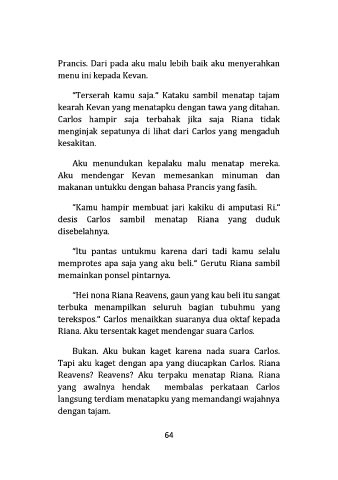 Prancis. Dari pada aku malu lebih baik aku menyerahkan
menu ini kepada Kevan.
“Terserah kamu saja.” Kataku sambil menatap tajam
kearah Kevan yang menatapku dengan tawa yang ditahan.
Carlos hampir saja terbahak jika saja Riana tidak
menginjak sepatunya di lihat dari Carlos yang mengaduh
kesakitan.
Aku menundukan kepalaku malu menatap mereka.
Aku mendengar Kevan memesankan minuman dan
makanan untukku dengan bahasa Prancis yang fasih.
“Kamu hampir membuat jari kakiku di amputasi Ri.”
desis Carlos sambil menatap Riana yang duduk
disebelahnya.
“Itu pantas untukmu karena dari tadi kamu selalu
memprotes apa saja yang aku beli.” Gerutu Riana sambil
memainkan ponsel pintarnya.
“Hei nona Riana Reavens, gaun yang kau beli itu sangat
terbuka menampilkan seluruh bagian tubuhmu yang
terekspos.” Carlos menaikkan suaranya dua oktaf kepada
Riana. Aku tersentak kaget mendengar suara Carlos.
Bukan. Aku bukan kaget karena nada suara Carlos.
Tapi aku kaget dengan apa yang diucapkan Carlos. Riana
Reavens? Reavens? Aku terpaku menatap Riana. Riana
yang awalnya hendak membalas perkataan Carlos
langsung terdiam menatapku yang memandangi wajahnya
dengan tajam.
64